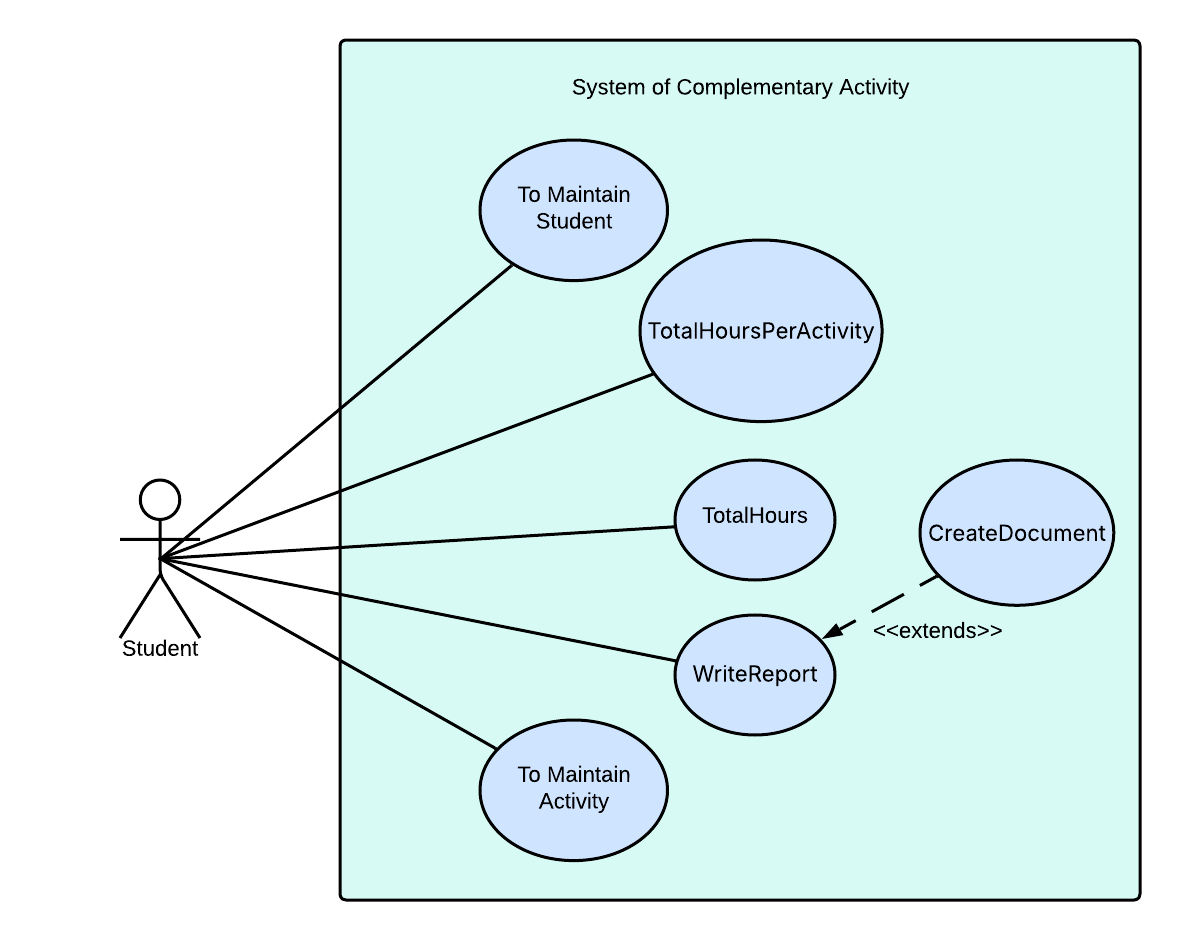 System of Complementary Activity
To Maintain
Student
TotalHoursPerActivity
TotalHours
CreateDocument
<<extends>>
Student
WriteReport
To Maintain
Activity